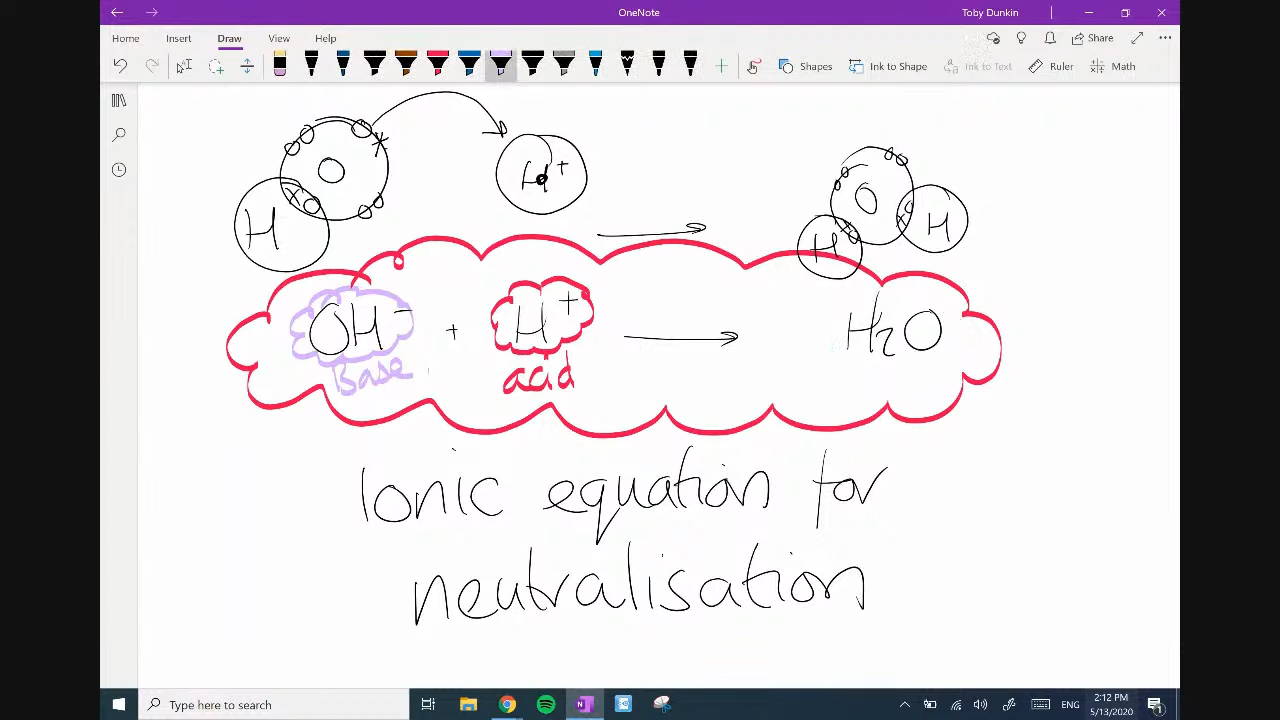 OneNote
Toby Dunkin
Home Insert Draw View Help
Share
Shapes Ink to Shape Ink to Text Ruler Math
O H H+ O H H
OH- + H+ → H2O
Base acid
Ionic equation for
neutralisation
Type here to search
ENG 2:12 PM
5/13/2020